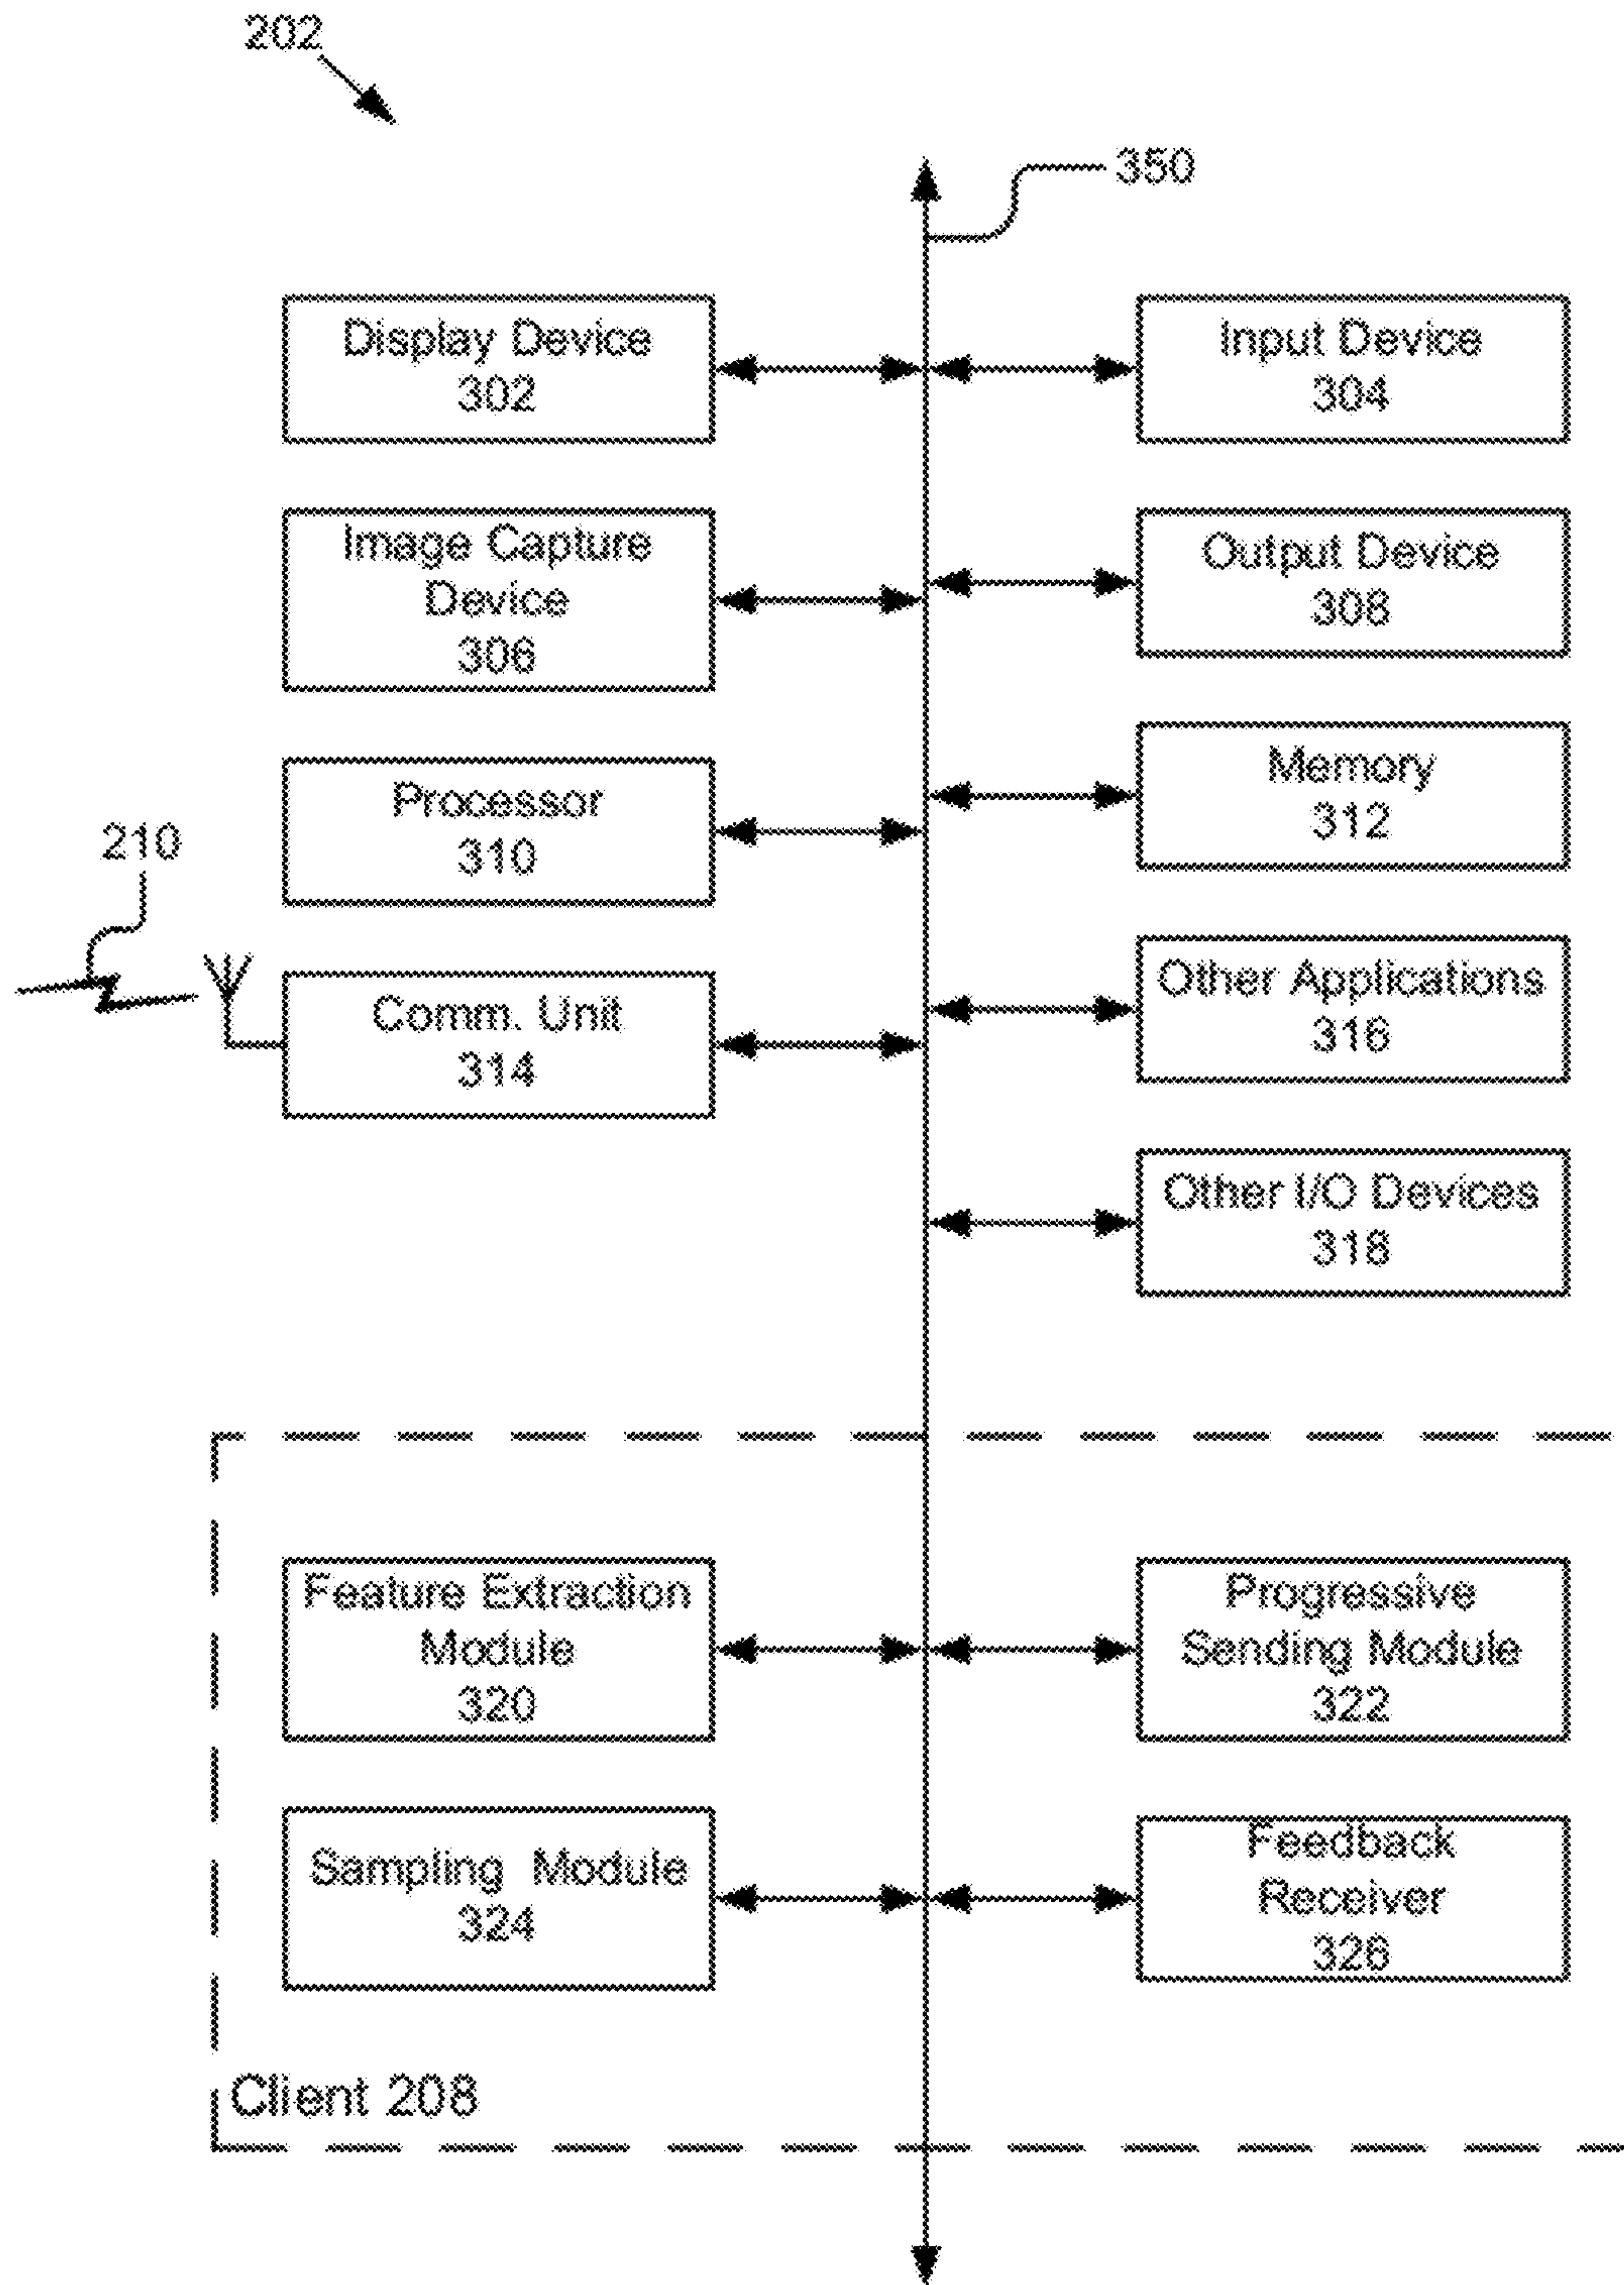 202
350
Display Device
302
Input Device
304
Image Capture
Device
306
Output Device
308
Processor
310
Memory
312
210
Comm. Unit
314
Other Applications
316
Other I/O Devices
318
Feature Extraction
Module
320
Progressive
Sending Module
322
Sampling Module
324
Feedback
Receiver
326
Client 208